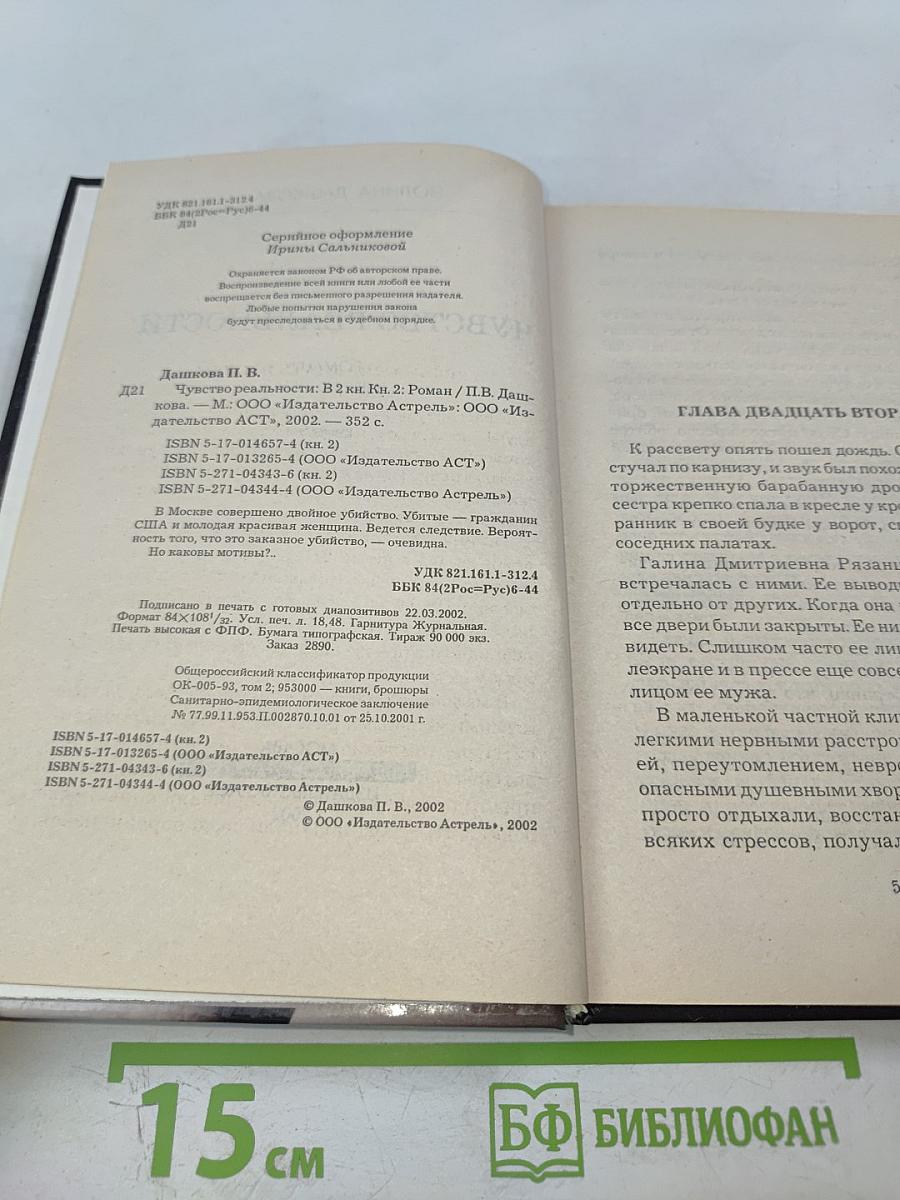 УДК 821.161.1-312.4
ББК 84(2Рос=Рус)6-44
Д21
Серийное оформление
Ирины Сальниковой
Охраняется законом РФ об авторском праве.
Воспроизведение всей книги или любой ее части
воспрещается без письменного разрешения издателя.
Любые попытки нарушения закона
будут преследоваться в судебном порядке.
Дашкова П. В.
Д21 Чувство реальности: В 2 кн. Кн. 2: Роман / П.В. Даш-
кова. — М.: ООО «Издательство Астрель»: ООО «Из-
дательство АСТ», 2002. — 352 с.
ISBN 5-17-014657-4 (кн. 2)
ISBN 5-17-013265-4 (ООО «Издательство АСТ»)
ISBN 5-271-04343-6 (кн. 2)
ISBN 5-271-04344-4 (ООО «Издательство Астрель»)
В Москве совершено двойное убийство. Убитые — гражданин
США и молодая красивая женщина. Ведется следствие. Вероят-
ность того, что это заказное убийство, — очевидна.
Но каковы мотивы?..
УДК 821.161.1-312.4
ББК 84(2Рос=Рус)6-44
Подписано в печать с готовых диапозитивов 22.03.2002.
Формат 84×108¹/₃₂. Усл. печ. л. 18,48. Гарнитура Журнальная.
Печать высокая с ФПФ. Бумага типографская. Тираж 90 000 экз.
Заказ 2890.
Общероссийский классификатор продукции
ОК-005-93, том 2; 953000 — книги, брошюры
Санитарно-эпидемиологическое заключение
№ 77.99.11.953.П.002870.10.01 от 25.10.2001 г.
ISBN 5-17-014657-4 (кн. 2)
ISBN 5-17-013265-4 (ООО «Издательство АСТ»)
ISBN 5-271-04343-6 (кн. 2)
ISBN 5-271-04344-4 (ООО «Издательство Астрель»)
© Дашкова П. В., 2002
© ООО «Издательство Астрель», 2002
ГЛАВА ДВАДЦАТЬ ВТОР
К рассвету опять пошел дождь.
стучал по карнизу, и звук был похо
торжественную барабанную дро
сестра крепко спала в кресле у кро
ранник в своей будке у ворот, с
соседних палатах.
Галина Дмитриевна Рязан
встречалась с ними. Ее вывод
отдельно от других. Когда она
все двери были закрыты. Ее ни
видеть. Слишком часто ее ли
леэкране и в прессе еще совс
лицом ее мужа.
В маленькой частной кли
легкими нервными расстро
ей, переутомлением, невро
опасными душевными хвор
просто отдыхали, восстан
всяких стрессов, получал
5
15 см
БФ БИБЛИОФАН